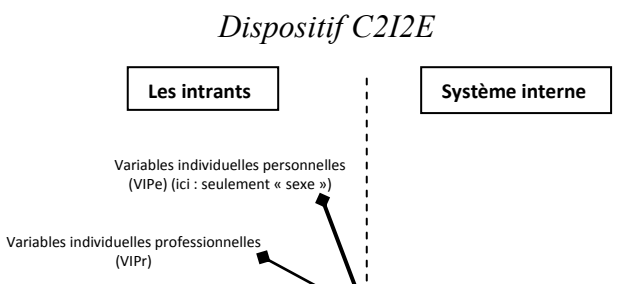 Dispositif C2I2E
Les intrants
Système interne
Variables individuelles personnelles
(VIPe) (ici : seulement « sexe »)
Variables individuelles professionnelles
(VIPr)